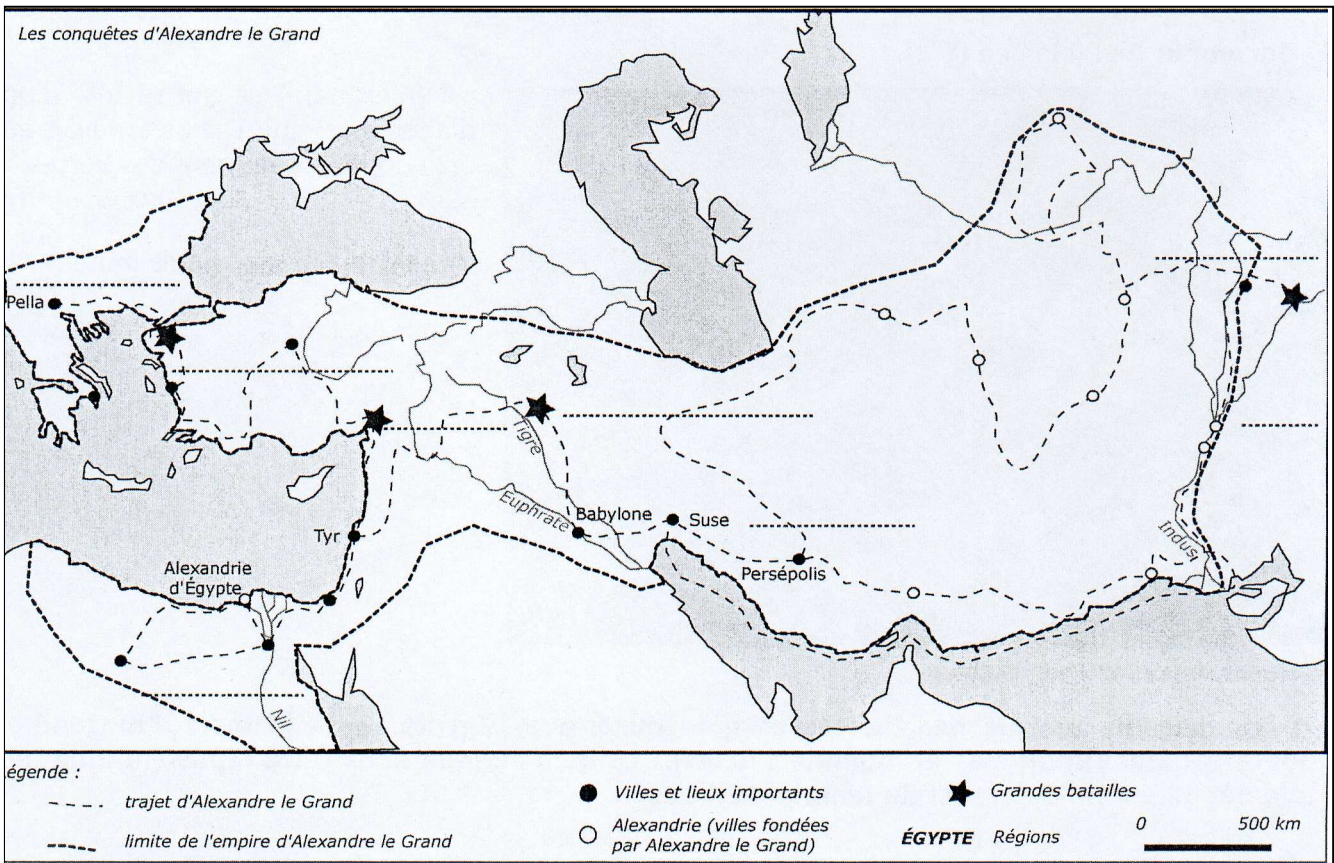 Les conquêtes d'Alexandre le Grand
Pella
Tigre
Euphrate
Babylone
Suse
Tyr
Persépolis
Indus
Alexandrie
d'Égypte
Nil
égende :
trajet d'Alexandre le Grand
limite de l'empire d'Alexandre le Grand
Villes et lieux importants
Alexandrie (villes fondées
par Alexandre le Grand)
Grandes batailles
ÉGYPTE Régions
0 500 km